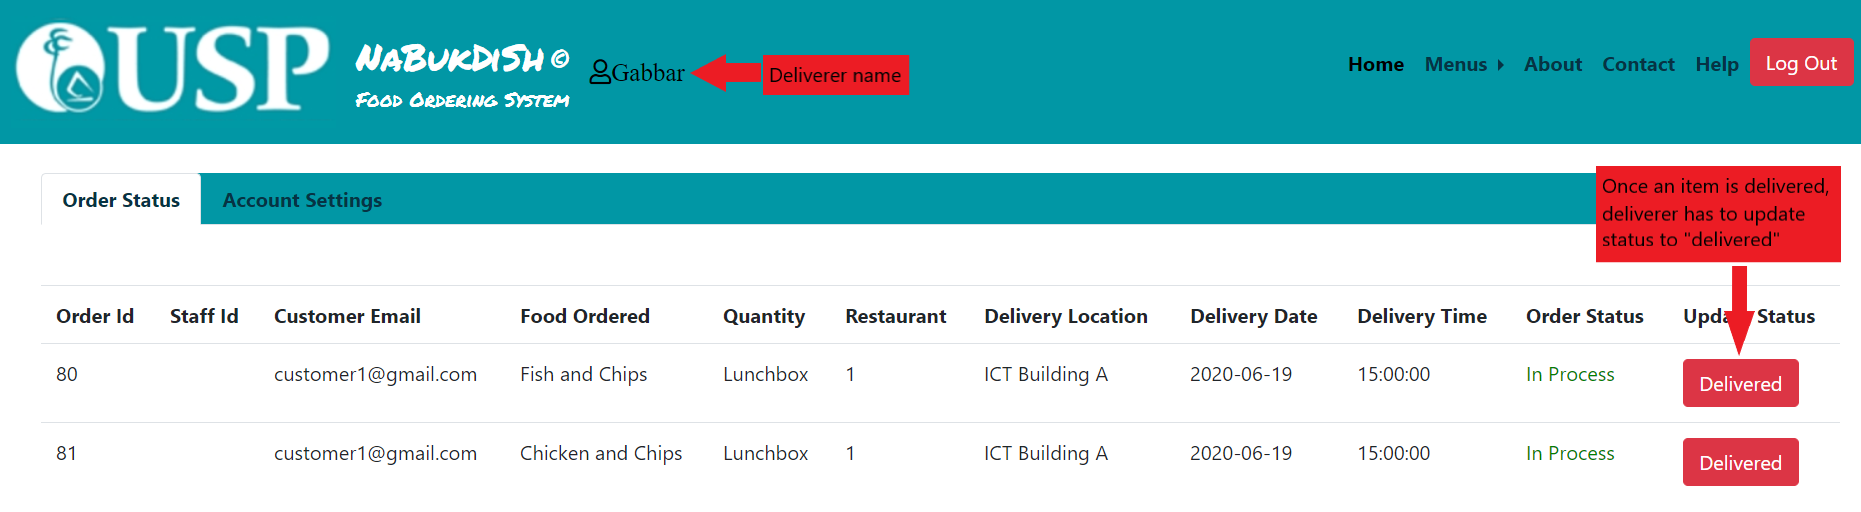 USP
NaBukDiSh ©
Food Ordering System
Gabbar
Deliverer name
Home Menus About Contact Help Log Out
Order Status Account Settings
Once an item is delivered,
deliverer has to update
status to "delivered"
Order Id Staff Id Customer Email Food Ordered Quantity Restaurant Delivery Location Delivery Date Delivery Time Order Status Update Status
80 customer1@gmail.com Fish and Chips Lunchbox 1 ICT Building A 2020-06-19 15:00:00 In Process Delivered
81 customer1@gmail.com Chicken and Chips Lunchbox 1 ICT Building A 2020-06-19 15:00:00 In Process Delivered